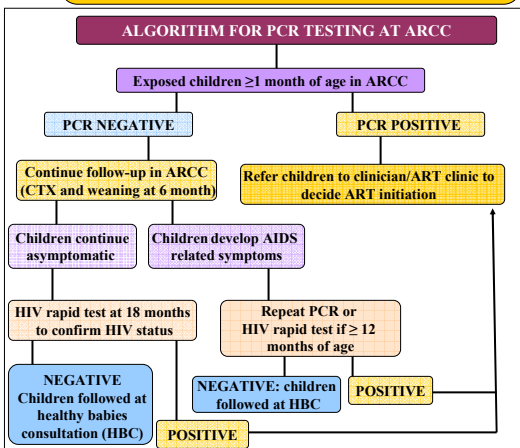 ALGORITHM FOR PCR TESTING AT ARCC
Exposed children ≥1 month of age in ARCC
PCR NEGATIVE
PCR POSITIVE
Continue follow-up in ARCC
(CTX and weaning at 6 month)
Refer children to clinician/ART clinic to
decide ART initiation
Children continue
asymptomatic
Children develop AIDS
related symptoms
HIV rapid test at 18 months
to confirm HIV status
Repeat PCR or
HIV rapid test if ≥ 12
months of age
NEGATIVE
Children followed at
healthy babies
consultation (HBC)
POSITIVE
NEGATIVE: children
followed at HBC
POSITIVE